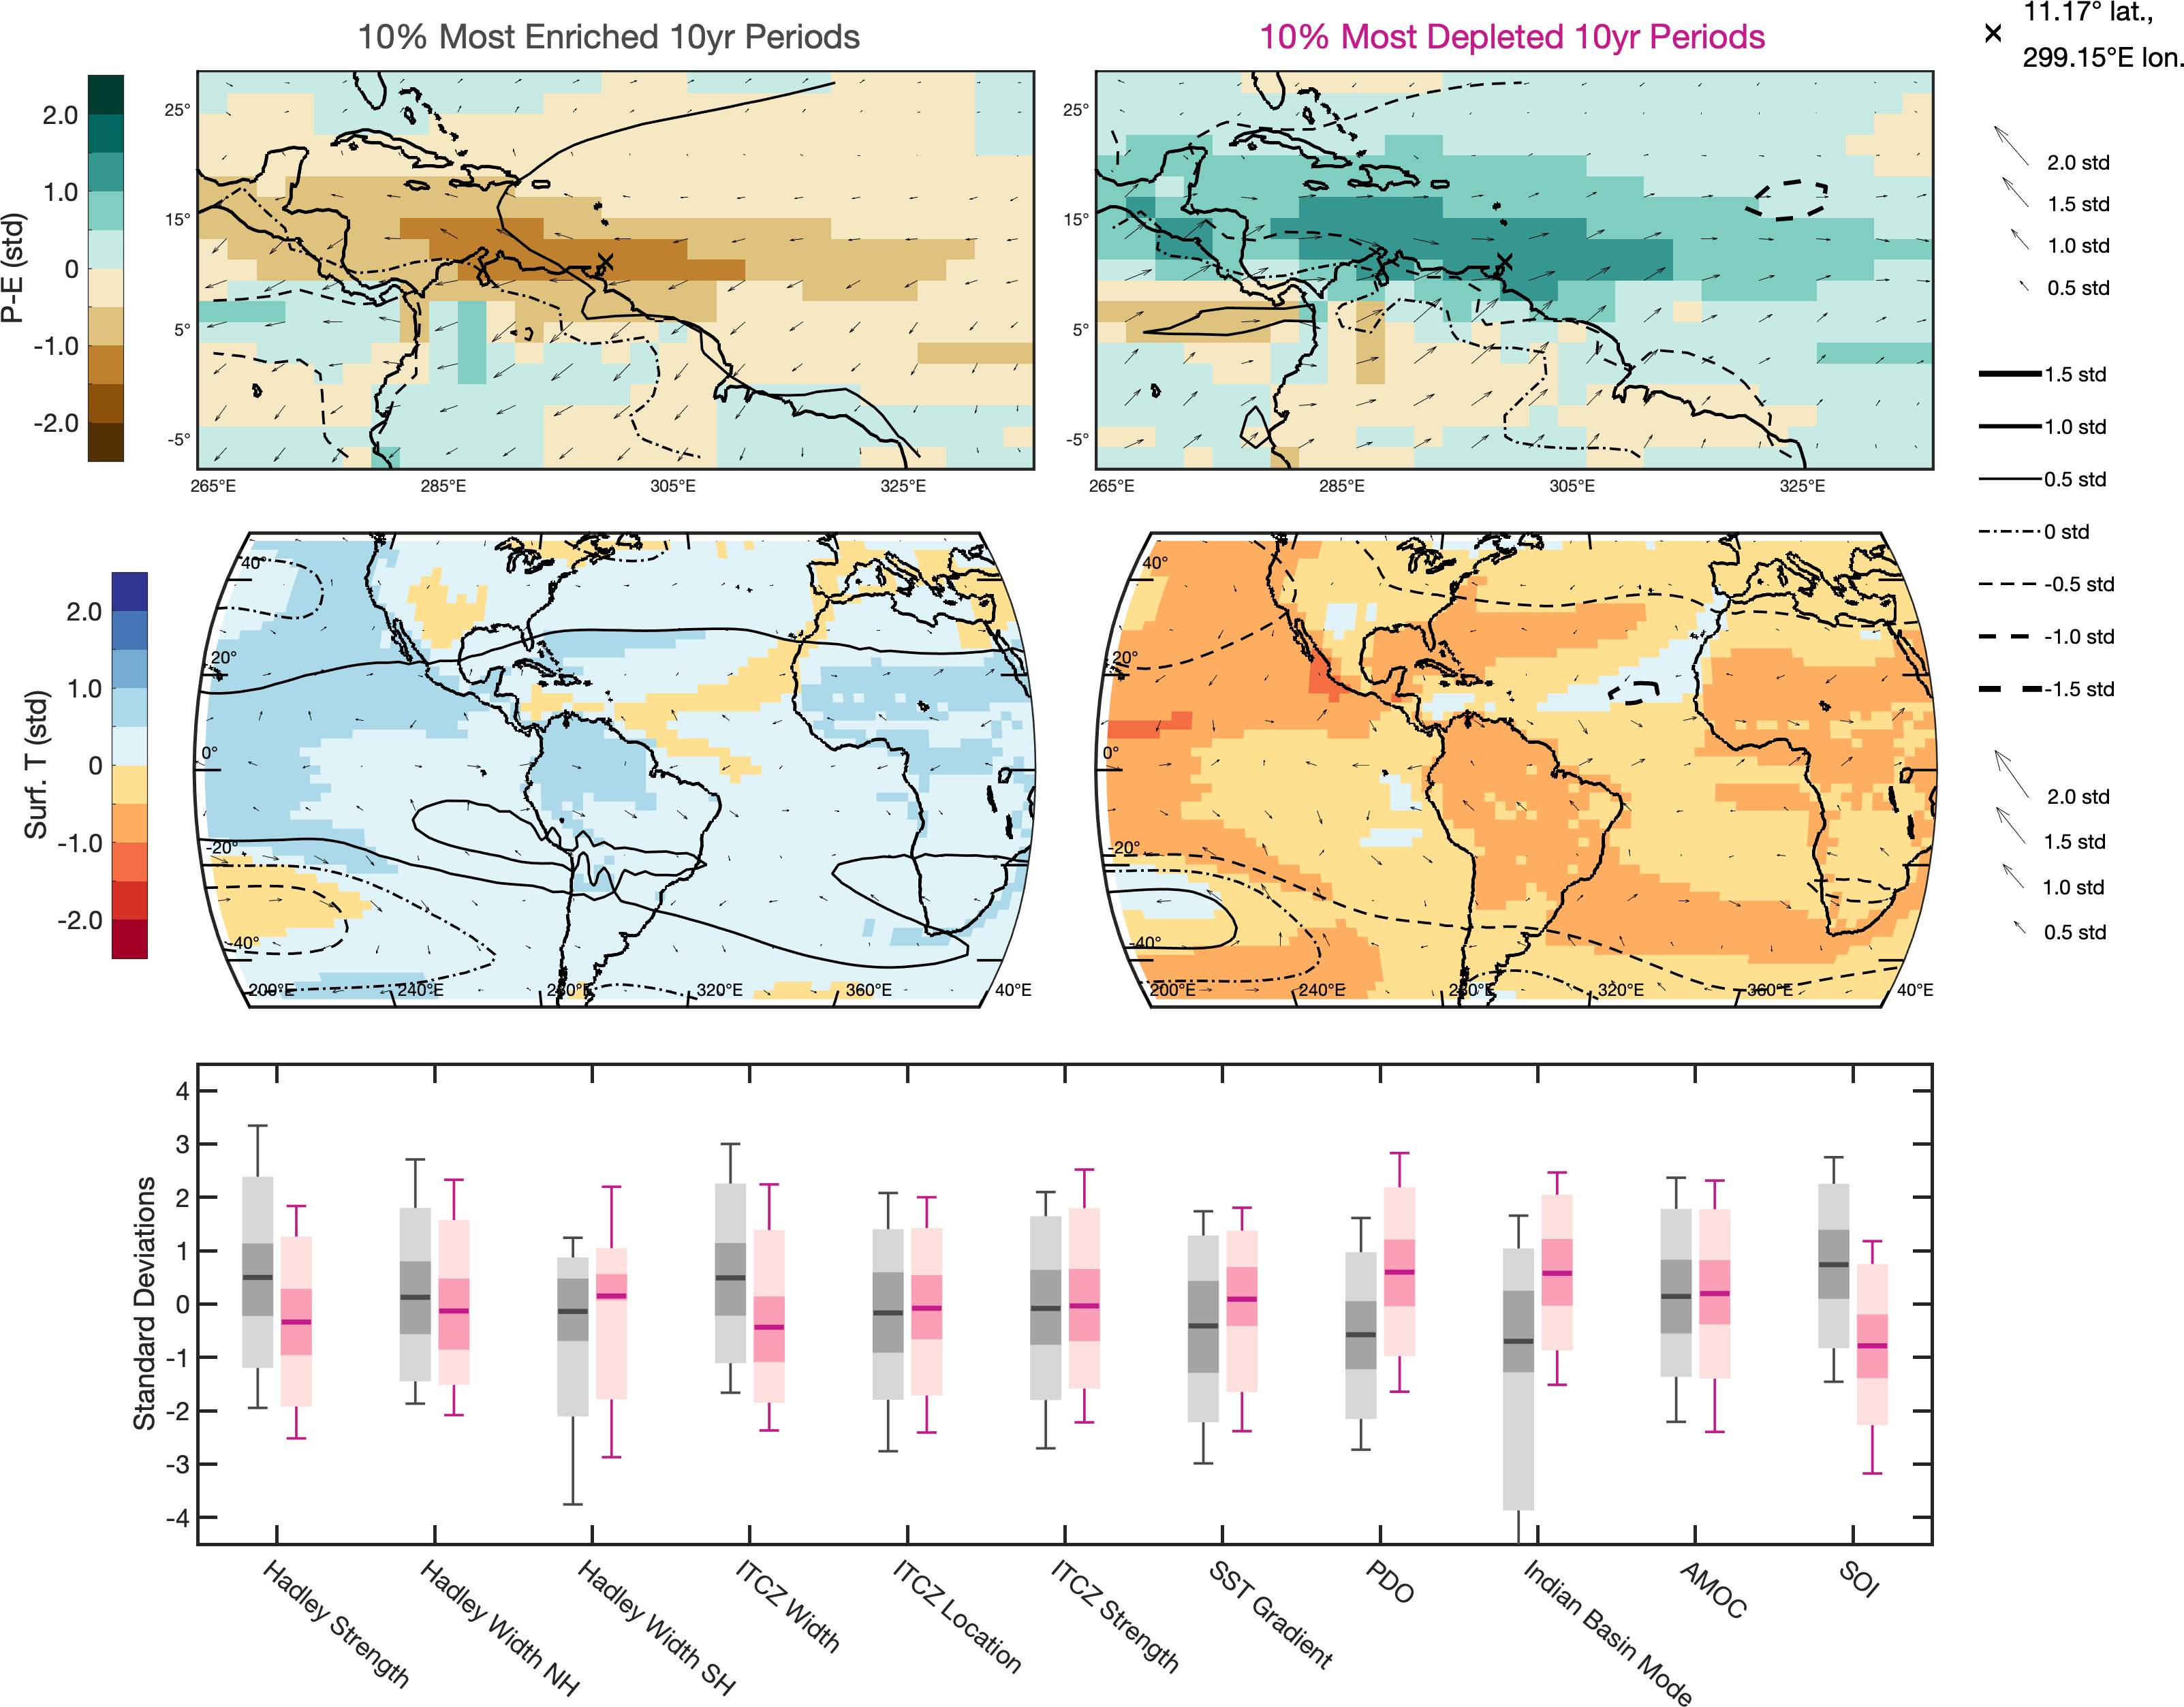 10% Most Enriched 10yr Periods
10% Most Depleted 10yr Periods
11.17° lat.,
299.15°E lon.
P-E (std)
2.0
1.0
0
-1.0
-2.0
25°
15°
5°
-5°
265°E 285°E 305°E 325°E
25°
15°
5°
-5°
265°E 285°E 305°E 325°E
2.0 std
1.5 std
1.0 std
0.5 std
1.5 std
1.0 std
0.5 std
0 std
-0.5 std
-1.0 std
-1.5 std
Surf. T (std)
2.0
1.0
0
-1.0
-2.0
40°
20°
0°
-20°
-40°
200°E 240°E 280°E 320°E 360°E 40°E
40°
20°
0°
-20°
-40°
200°E 240°E 280°E 320°E 360°E 40°E
2.0 std
1.5 std
1.0 std
0.5 std
Standard Deviations
4
3
2
1
0
-1
-2
-3
-4
Hadley Strength
Hadley Width NH
Hadley Width SH
ITCZ Width
ITCZ Location
ITCZ Strength
SST Gradient
PDO
Indian Basin Mode
AMOC
SOI